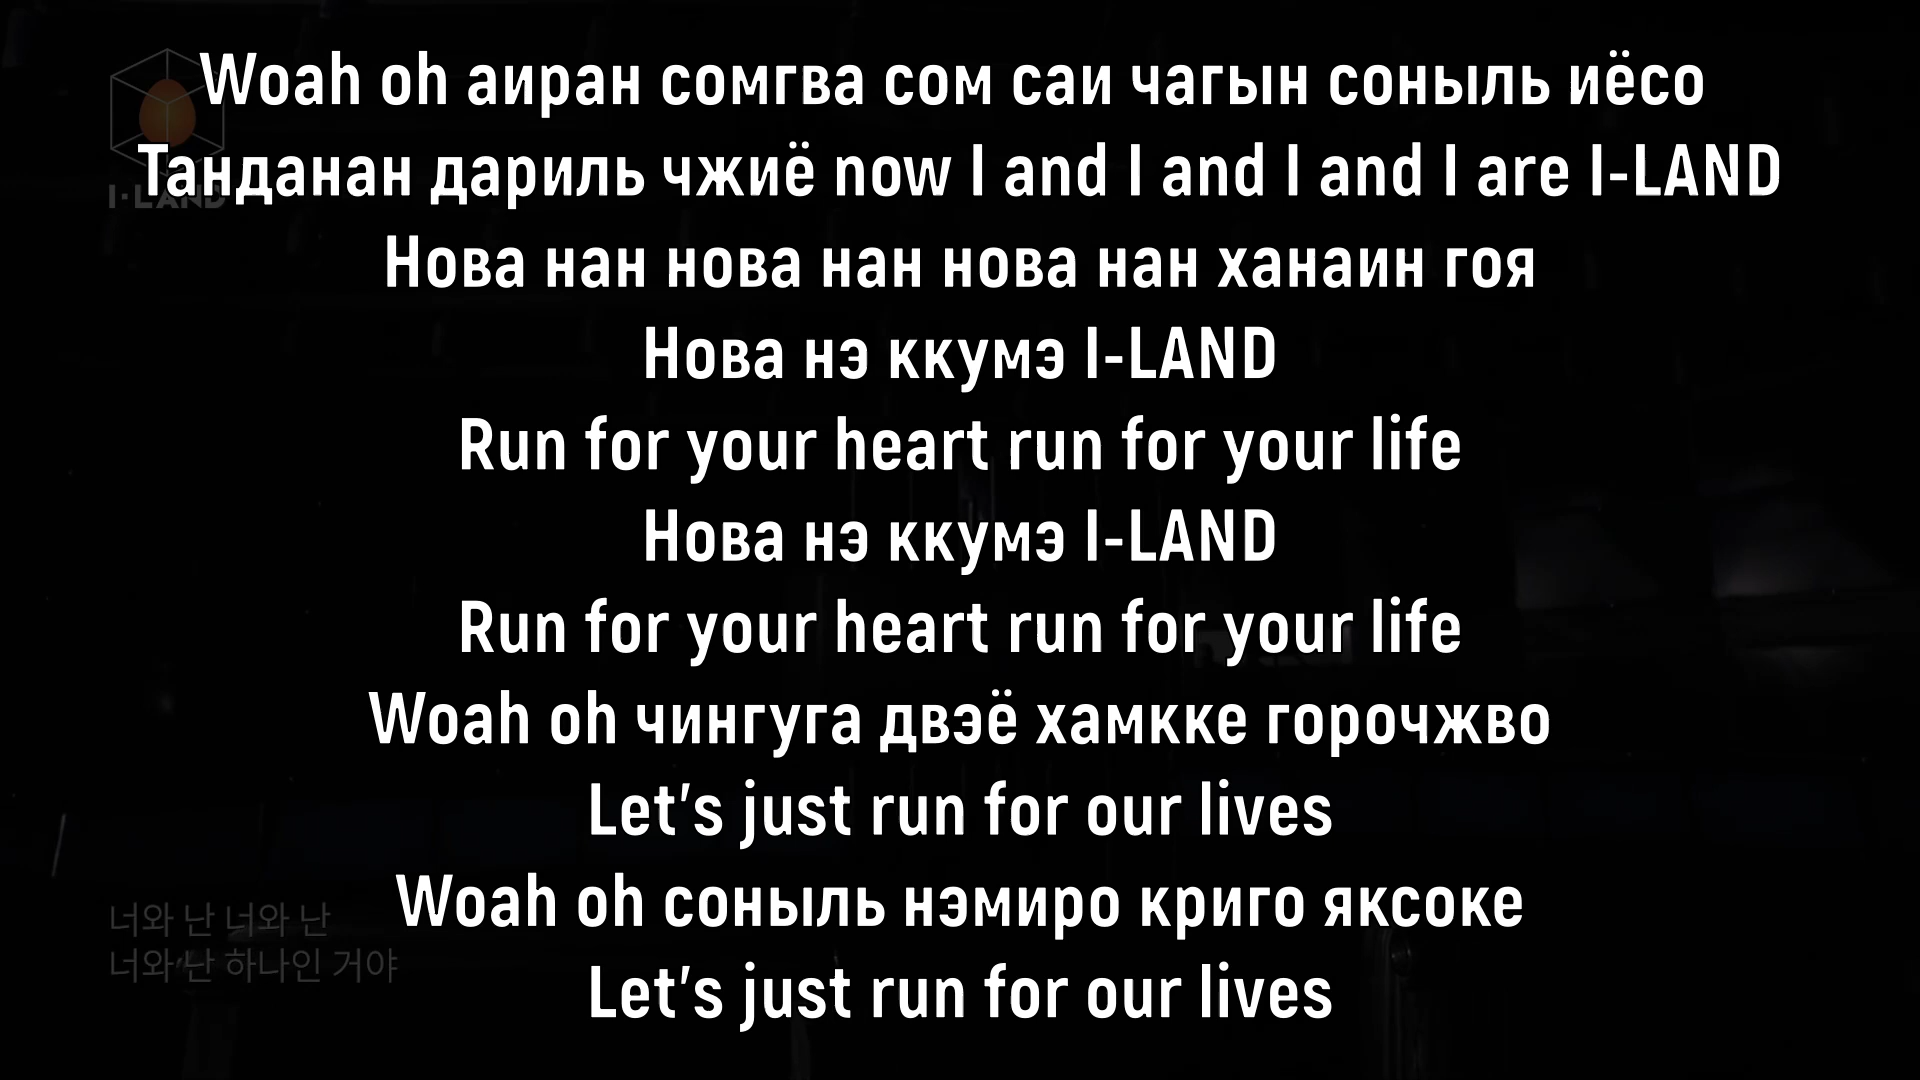 I·LAND
Woah oh аиран сомгва сом саи чагын соныль иёсо
Танданан дариль чжиё now I and I and I and I are I-LAND
Нова нан нова нан нова нан ханаин гоя
Нова нэ ккумэ I-LAND
Run for your heart run for your life
Нова нэ ккумэ I-LAND
Run for your heart run for your life
Woah oh чингуга двэё хамкке горочжво
Let's just run for our lives
Woah oh соныль нэмиро криго яксоке
Let's just run for our lives
너와 난 너와 난
너와 난 하나인 거야